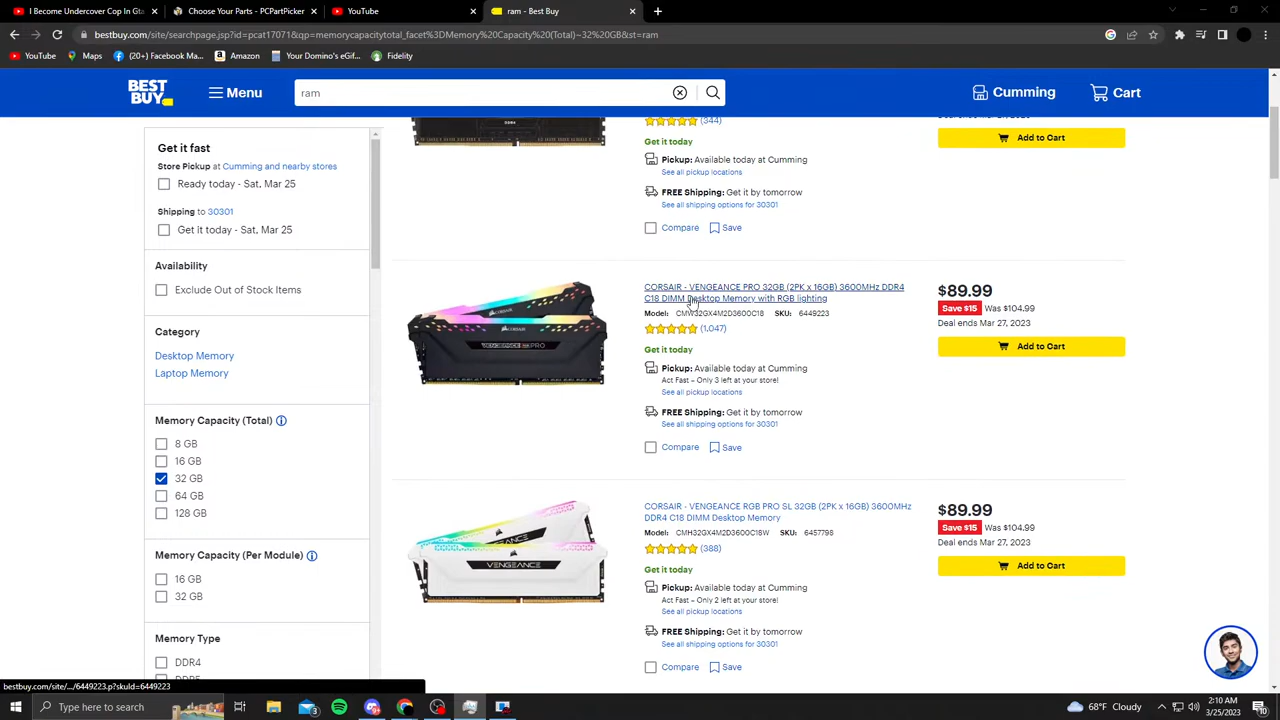 I Become Undercover Cop In Gta
Choose Your Parts - PCPartPicker
YouTube
ram - Best Buy
bestbuy.com/site/searchpage.jsp?id=pcat17071&qp=memorycapacitytotal_facet%3DMemory%20Capacity%20(Total)~32%20GB&st=ram
YouTube
Maps
(20+) Facebook Ma...
Amazon
Your Domino's eGif...
Fidelity
BEST BUY
Menu
ram
Cumming
Cart
Get it fast
Store Pickup at Cumming and nearby stores
Ready today - Sat, Mar 25
Shipping to 30301
Get it today - Sat, Mar 25
Availability
Exclude Out of Stock Items
Category
Desktop Memory
Laptop Memory
Memory Capacity (Total)
8 GB
16 GB
32 GB
64 GB
128 GB
Memory Capacity (Per Module)
16 GB
32 GB
Memory Type
DDR4
(344)
Get it today
Pickup: Available today at Cumming
See all pickup locations
FREE Shipping: Get it by tomorrow
See all shipping options for 30301
Compare
Save
Add to Cart
CORSAIR - VENGEANCE PRO 32GB (2PK x 16GB) 3600MHz DDR4
C18 DIMM Desktop Memory with RGB lighting
Model: CMW32GX4M2D3600C18 SKU: 6449223
(1,047)
Get it today
Pickup: Available today at Cumming
Act Fast – Only 3 left at your store!
See all pickup locations
FREE Shipping: Get it by tomorrow
See all shipping options for 30301
Compare
Save
$89.99
Save $15 Was $104.99
Deal ends Mar 27, 2023
Add to Cart
VENGEANCE PRO
CORSAIR - VENGEANCE RGB PRO SL 32GB (2PK x 16GB) 3600MHz
DDR4 C18 DIMM Desktop Memory
Model: CMH32GX4M2D3600C18W SKU: 6457798
(388)
Get it today
Pickup: Available today at Cumming
Act Fast – Only 2 left at your store!
See all pickup locations
FREE Shipping: Get it by tomorrow
See all shipping options for 30301
Compare
Save
$89.99
Save $15 Was $104.99
Deal ends Mar 27, 2023
Add to Cart
VENGEANCE
VENGEANCE
bestbuy.com/site/.../6449223.p?skuId=6449223
Type here to search
68°F Cloudy
2:10 AM
3/25/2023